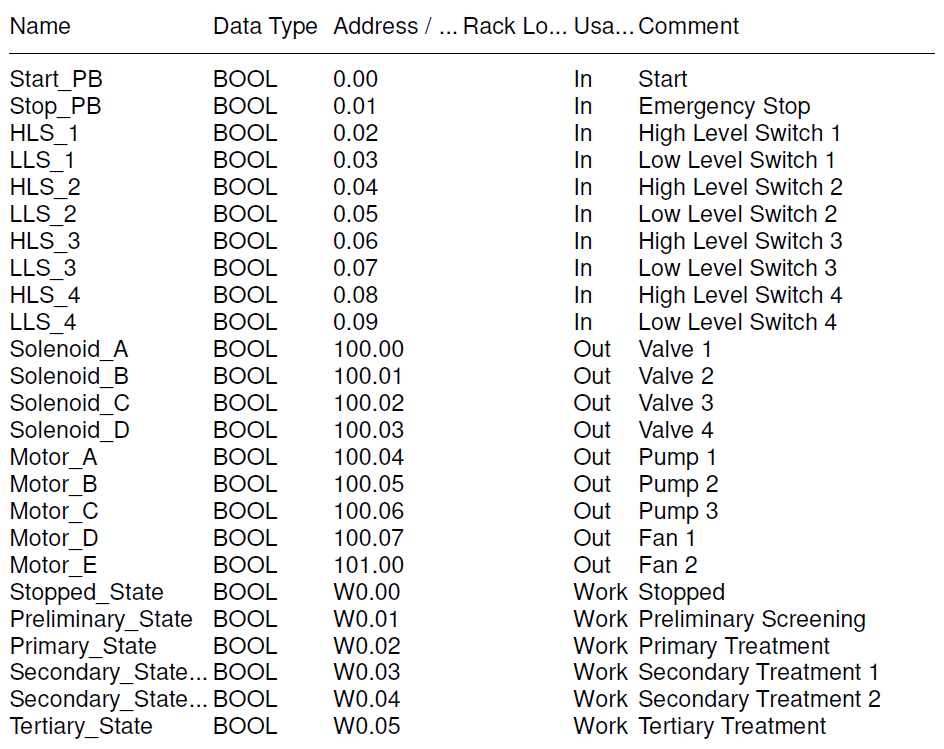 Name Data Type Address / ... Rack Lo... Usa... Comment
Start_PB BOOL 0.00 In Start
Stop_PB BOOL 0.01 In Emergency Stop
HLS_1 BOOL 0.02 In High Level Switch 1
LLS_1 BOOL 0.03 In Low Level Switch 1
HLS_2 BOOL 0.04 In High Level Switch 2
LLS_2 BOOL 0.05 In Low Level Switch 2
HLS_3 BOOL 0.06 In High Level Switch 3
LLS_3 BOOL 0.07 In Low Level Switch 3
HLS_4 BOOL 0.08 In High Level Switch 4
LLS_4 BOOL 0.09 In Low Level Switch 4
Solenoid_A BOOL 100.00 Out Valve 1
Solenoid_B BOOL 100.01 Out Valve 2
Solenoid_C BOOL 100.02 Out Valve 3
Solenoid_D BOOL 100.03 Out Valve 4
Motor_A BOOL 100.04 Out Pump 1
Motor_B BOOL 100.05 Out Pump 2
Motor_C BOOL 100.06 Out Pump 3
Motor_D BOOL 100.07 Out Fan 1
Motor_E BOOL 101.00 Out Fan 2
Stopped_State BOOL W0.00 Work Stopped
Preliminary_State BOOL W0.01 Work Preliminary Screening
Primary_State BOOL W0.02 Work Primary Treatment
Secondary_State... BOOL W0.03 Work Secondary Treatment 1
Secondary_State... BOOL W0.04 Work Secondary Treatment 2
Tertiary_State BOOL W0.05 Work Tertiary Treatment